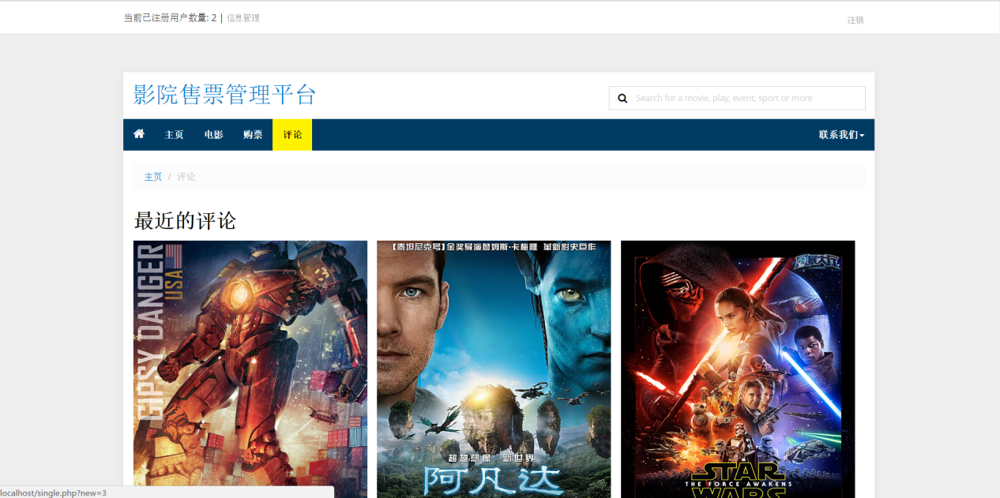 当前已注册用户数量: 2 | 信息管理
注销
影院售票管理平台
Search for a movie, play, event, sport or more
主页 电影 购票 评论 联系我们
主页 / 评论
最近的评论
GIPSY DANGER
USA
【泰坦尼克号】金奖导演詹姆斯·卡梅隆 革新影史巨作
超越想像 新世界
阿凡达
STAR
THE FORCE AWAKENS
WARS
localhost/single.php?new=3